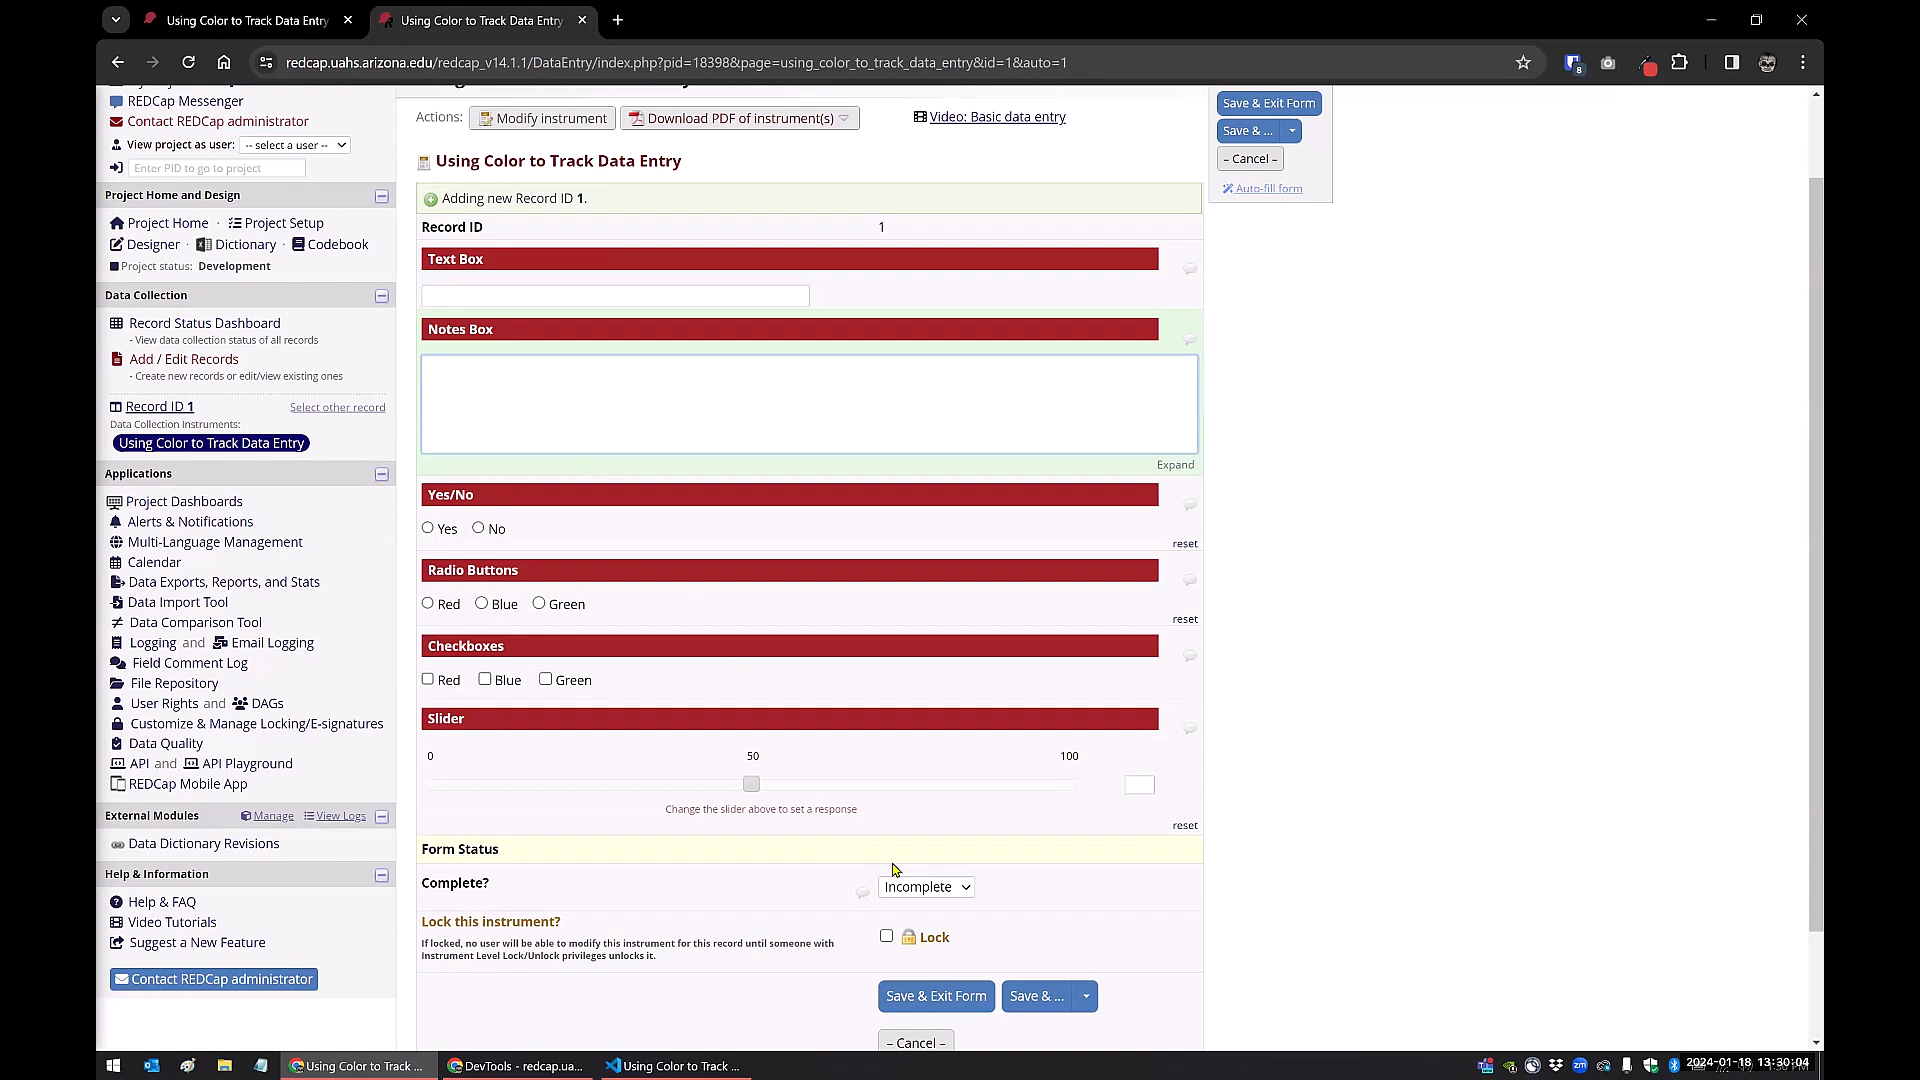 Using Color to Track Data Entry
Using Color to Track Data Entry
redcap.uahs.arizona.edu/redcap_v14.1.1/DataEntry/index.php?pid=18398&page=using_color_to_track_data_entry&id=1&auto=1
REDCap Messenger
Contact REDCap administrator
View project as user: -- select a user --
Enter PID to go to project
Project Home and Design
Project Home · Project Setup
Designer · Dictionary · Codebook
Project status: Development
Data Collection
Record Status Dashboard
- View data collection status of all records
Add / Edit Records
- Create new records or edit/view existing ones
Record ID 1 Select other record
Data Collection Instruments:
Using Color to Track Data Entry
Applications
Project Dashboards
Alerts & Notifications
Multi-Language Management
Calendar
Data Exports, Reports, and Stats
Data Import Tool
Data Comparison Tool
Logging and Email Logging
Field Comment Log
File Repository
User Rights and DAGs
Customize & Manage Locking/E-signatures
Data Quality
API and API Playground
REDCap Mobile App
External Modules Manage View Logs
Data Dictionary Revisions
Help & Information
Help & FAQ
Video Tutorials
Suggest a New Feature
Contact REDCap administrator
Actions: Modify instrument Download PDF of instrument(s) Video: Basic data entry
Using Color to Track Data Entry
Adding new Record ID 1.
Record ID 1
Text Box
Notes Box
Expand
Yes/No
Yes No
reset
Radio Buttons
Red Blue Green
reset
Checkboxes
Red Blue Green
Slider
0 50 100
Change the slider above to set a response
reset
Form Status
Complete? Incomplete
Lock this instrument?
If locked, no user will be able to modify this instrument for this record until someone with
Instrument Level Lock/Unlock privileges unlocks it.
Lock
Save & Exit Form Save & ...
– Cancel –
Save & Exit Form
Save & ...
– Cancel –
Auto-fill form
Using Color to Track ... DevTools - redcap.ua... Using Color to Track ...
2024-01-18 13:30:04